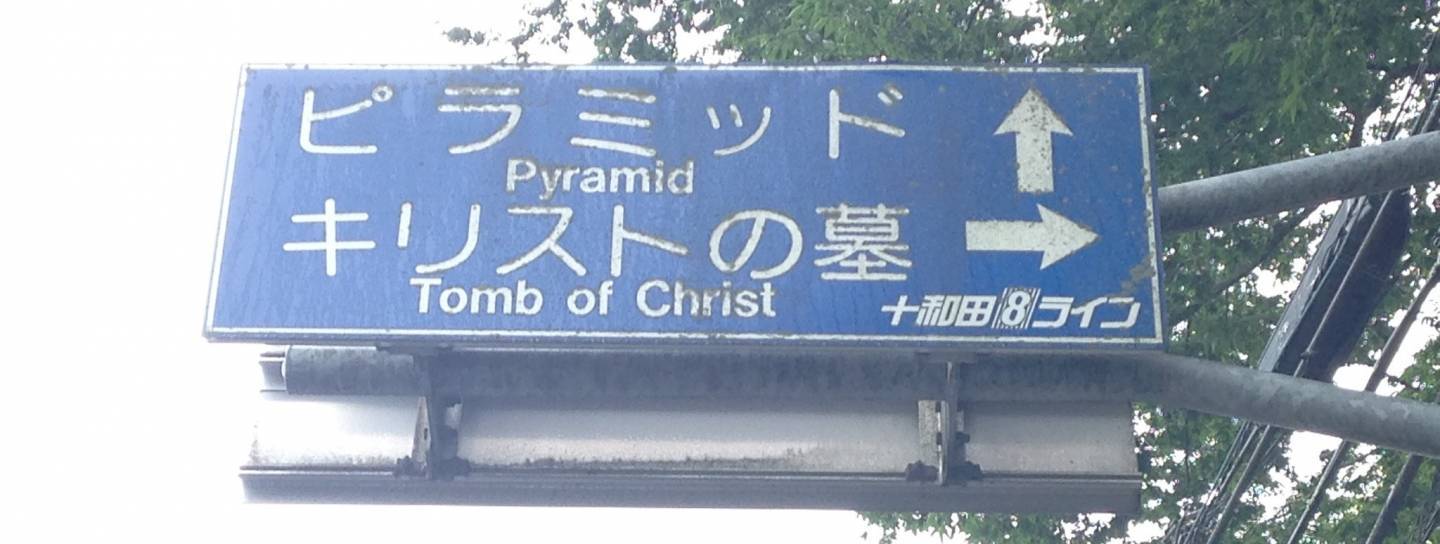 ピラミッド
Pyramid
キリストの墓
Tomb of Christ
十和田8ライン